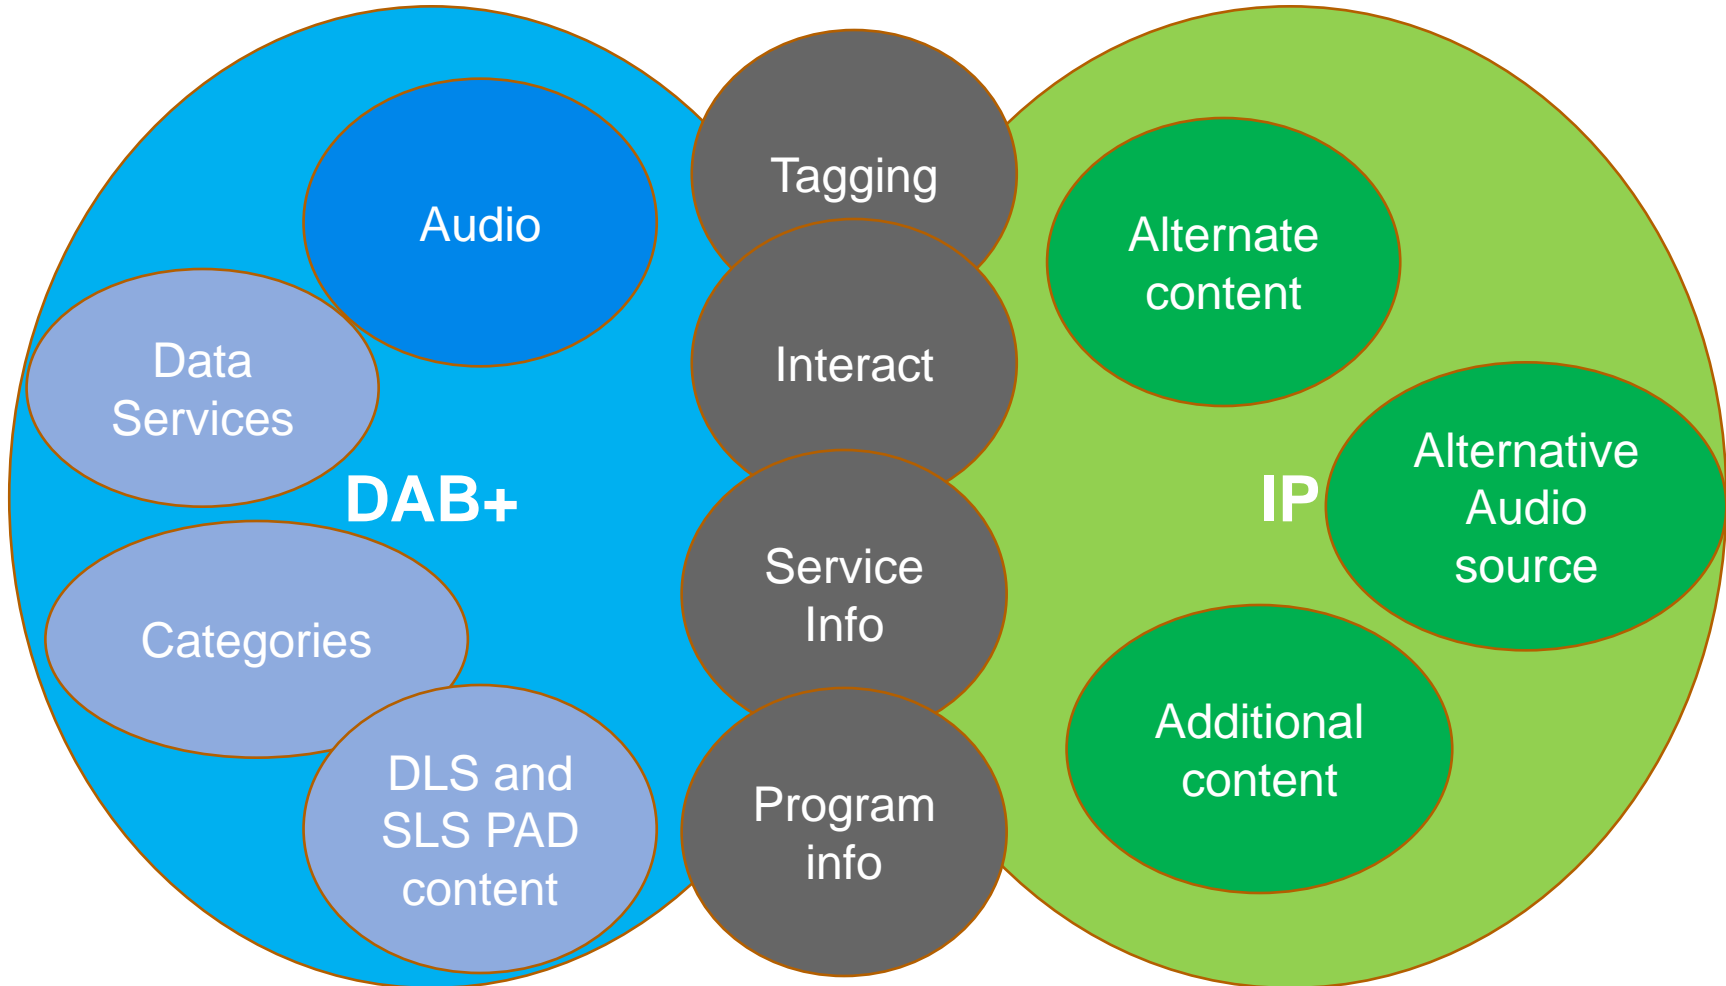 Audio
Data
Services
DAB+
Categories
DLS and
SLS PAD
content
Tagging
Interact
Service
Info
Program
info
Alternate
content
IP
Alternative
Audio
source
Additional
content